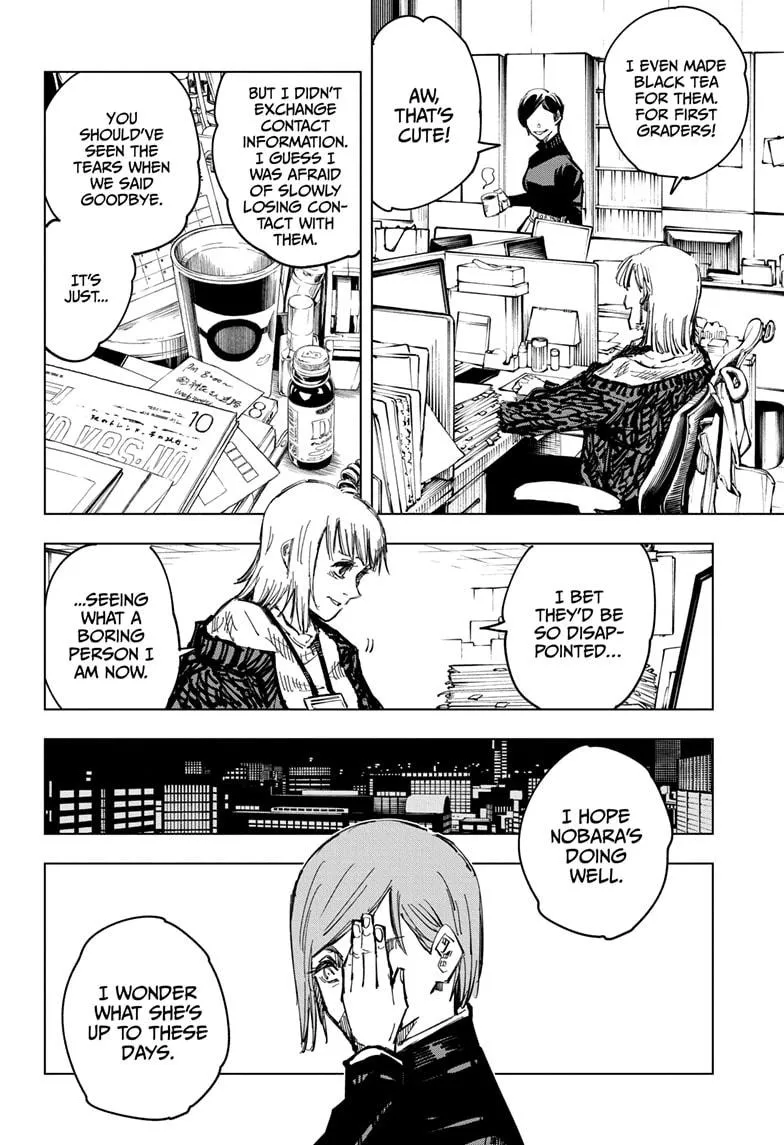 I EVEN MADE
BLACK TEA
FOR THEM.
FOR FIRST
GRADERS!
AW,
THAT'S
CUTE!
BUT I DIDN'T
EXCHANGE
CONTACT
INFORMATION.
I GUESS I
WAS AFRAID
OF SLOWLY
LOSING CON-
TACT WITH
THEM.
YOU
SHOULD'VE
SEEN THE
TEARS WHEN
WE SAID
GOODBYE.
IT'S
JUST...
10
8
I BET
THEY'D BE
SO DISAP-
POINTED...
...SEEING
WHAT A
BORING
PERSON I
AM NOW.
I HOPE
NOBARA'S
DOING
WELL.
I WONDER
WHAT SHE'S
UP TO THESE
DAYS.